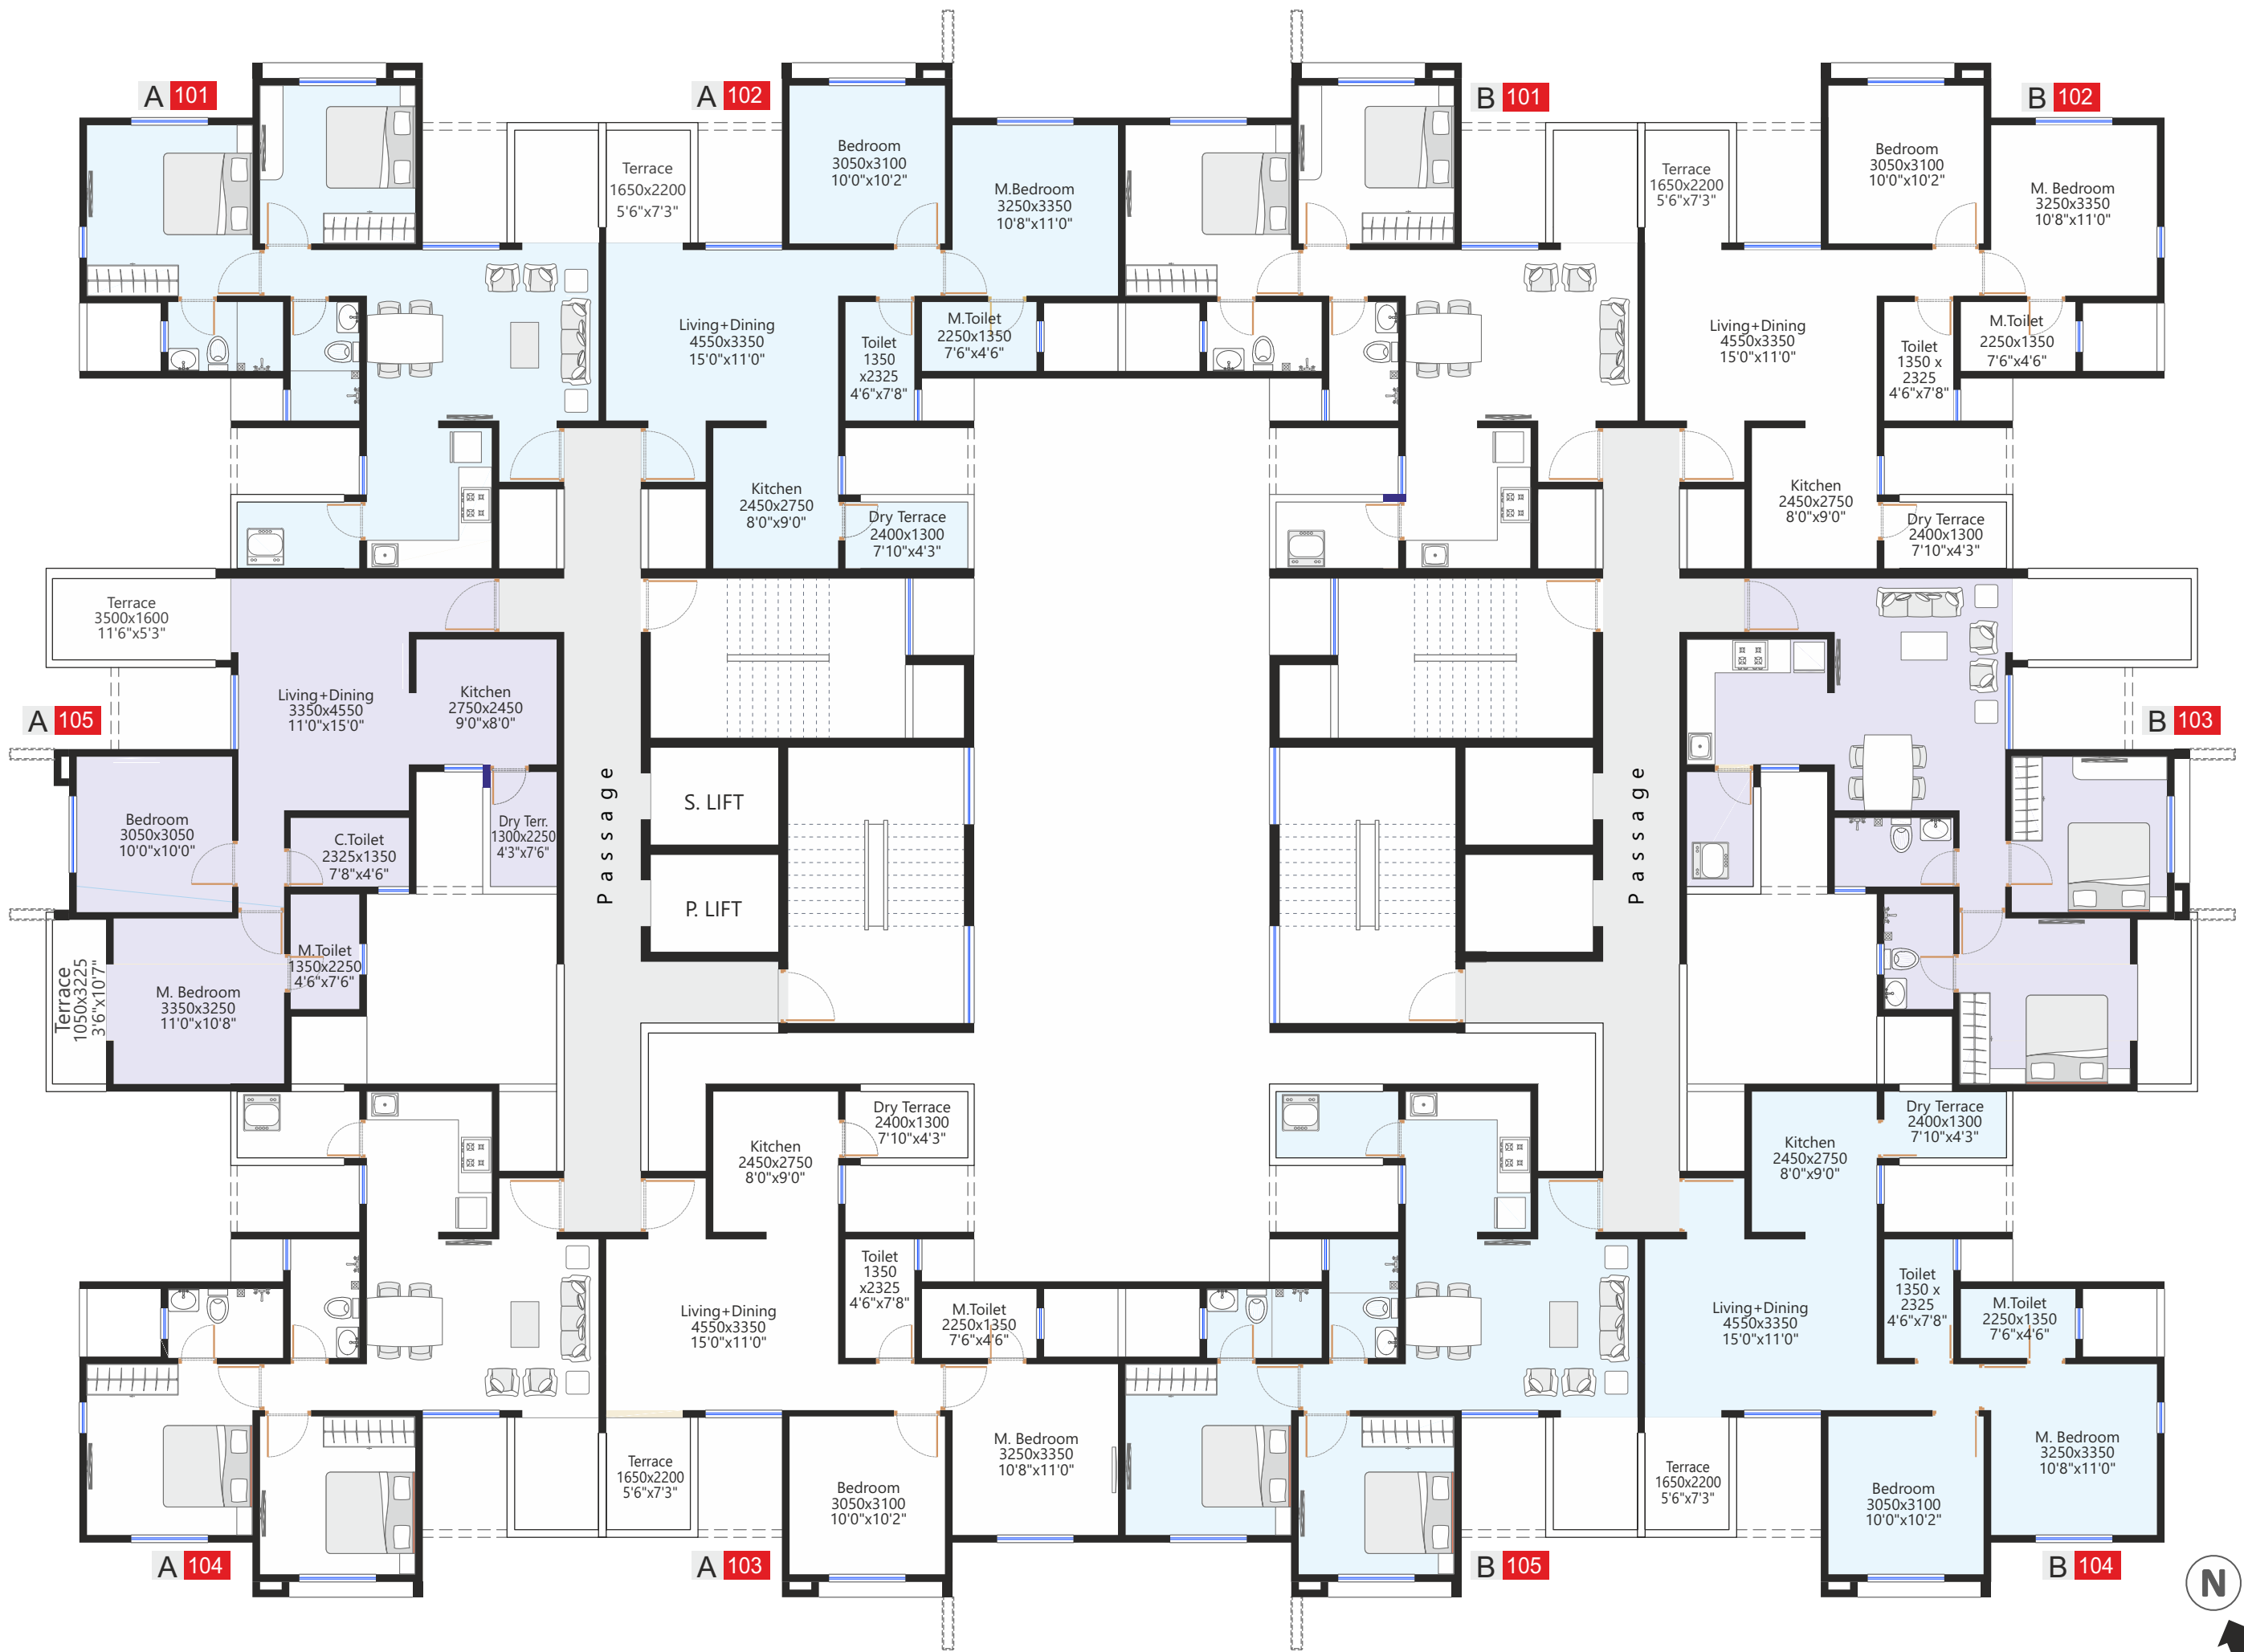 A 101
A 102
B 101
B 102
Terrace
1650x2200
5'6"x7'3"
Bedroom
3050x3100
10'0"x10'2"
M.Bedroom
3250x3350
10'8"x11'0"
Terrace
1650x2200
5'6"x7'3"
Bedroom
3050x3100
10'0"x10'2"
M. Bedroom
3250x3350
10'8"x11'0"
Living+Dining
4550x3350
15'0"x11'0"
Toilet
1350
x2325
4'6"x7'8"
M.Toilet
2250x1350
7'6"x4'6"
Living+Dining
4550x3350
15'0"x11'0"
Toilet
1350 x
2325
4'6"x7'8"
M.Toilet
2250x1350
7'6"x4'6"
Kitchen
2450x2750
8'0"x9'0"
Dry Terrace
2400x1300
7'10"x4'3"
Kitchen
2450x2750
8'0"x9'0"
Dry Terrace
2400x1300
7'10"x4'3"
Terrace
3500x1600
11'6"x5'3"
Living+Dining
3350x4550
11'0"x15'0"
Kitchen
2750x2450
9'0"x8'0"
A 105
B 103
Bedroom
3050x3050
10'0"x10'0"
C.Toilet
2325x1350
7'8"x4'6"
Dry Terr.
1300x2250
4'3"x7'6"
Passage
S. LIFT
P. LIFT
Passage
Terrace
1050x3225
3'6"x10'7"
M. Bedroom
3350x3250
11'0"x10'8"
M.Toilet
1350x2250
4'6"x7'6"
Kitchen
2450x2750
8'0"x9'0"
Dry Terrace
2400x1300
7'10"x4'3"
Kitchen
2450x2750
8'0"x9'0"
Dry Terrace
2400x1300
7'10"x4'3"
Living+Dining
4550x3350
15'0"x11'0"
Toilet
1350
x2325
4'6"x7'8"
M.Toilet
2250x1350
7'6"x4'6"
Living+Dining
4550x3350
15'0"x11'0"
Toilet
1350 x
2325
4'6"x7'8"
M.Toilet
2250x1350
7'6"x4'6"
Terrace
1650x2200
5'6"x7'3"
Bedroom
3050x3100
10'0"x10'2"
M. Bedroom
3250x3350
10'8"x11'0"
Terrace
1650x2200
5'6"x7'3"
Bedroom
3050x3100
10'0"x10'2"
M. Bedroom
3250x3350
10'8"x11'0"
A 104
A 103
B 105
B 104
N